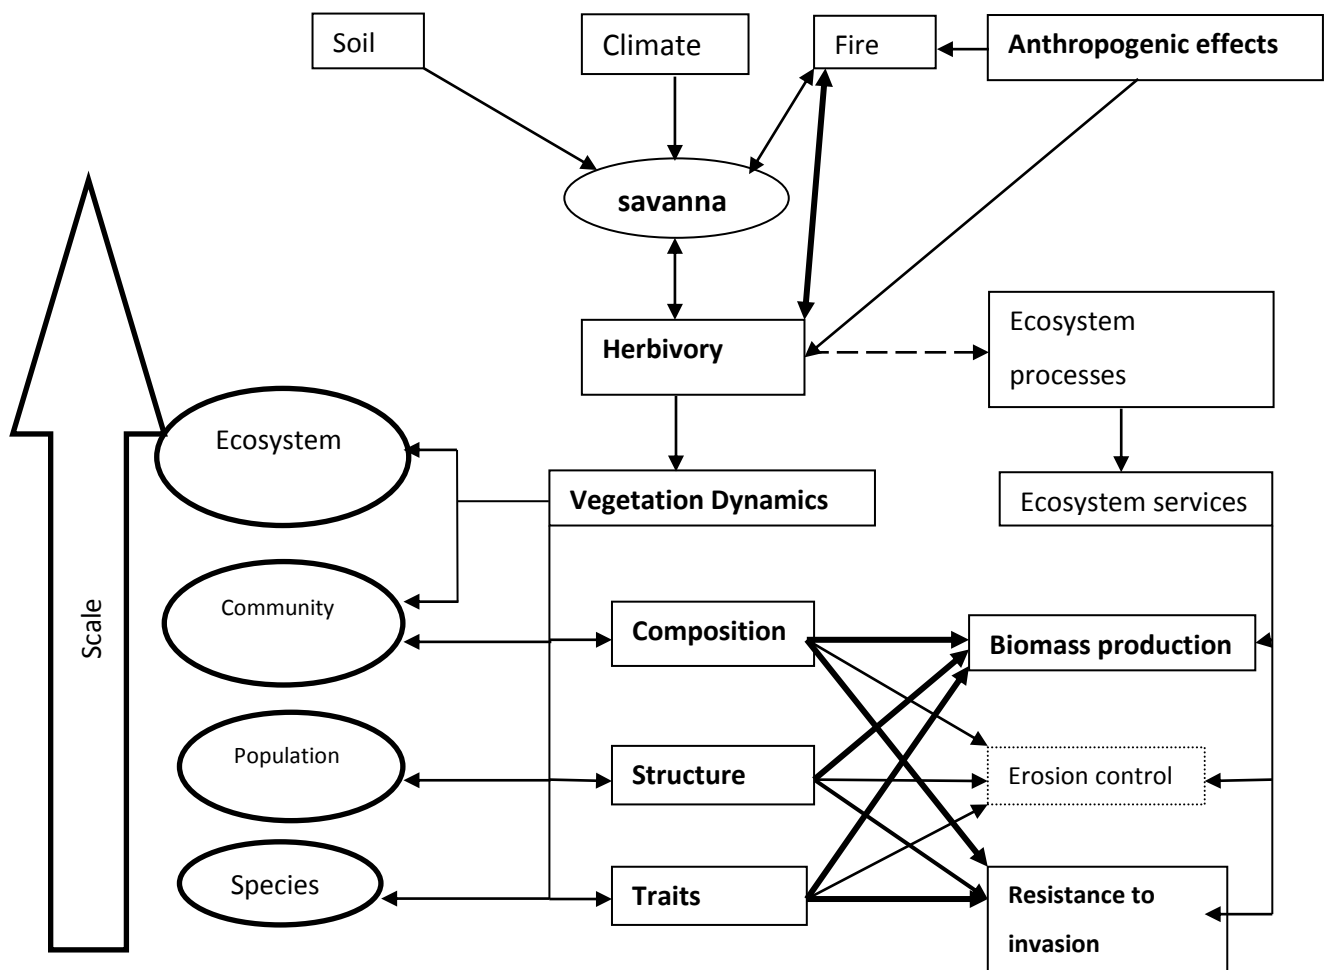 Soil
Climate
Fire
Anthropogenic effects
savanna
Herbivory
Ecosystem
processes
Ecosystem
Vegetation Dynamics
Ecosystem services
Scale
Community
Composition
Biomass production
Population
Structure
Erosion control
Species
Traits
Resistance to
invasion